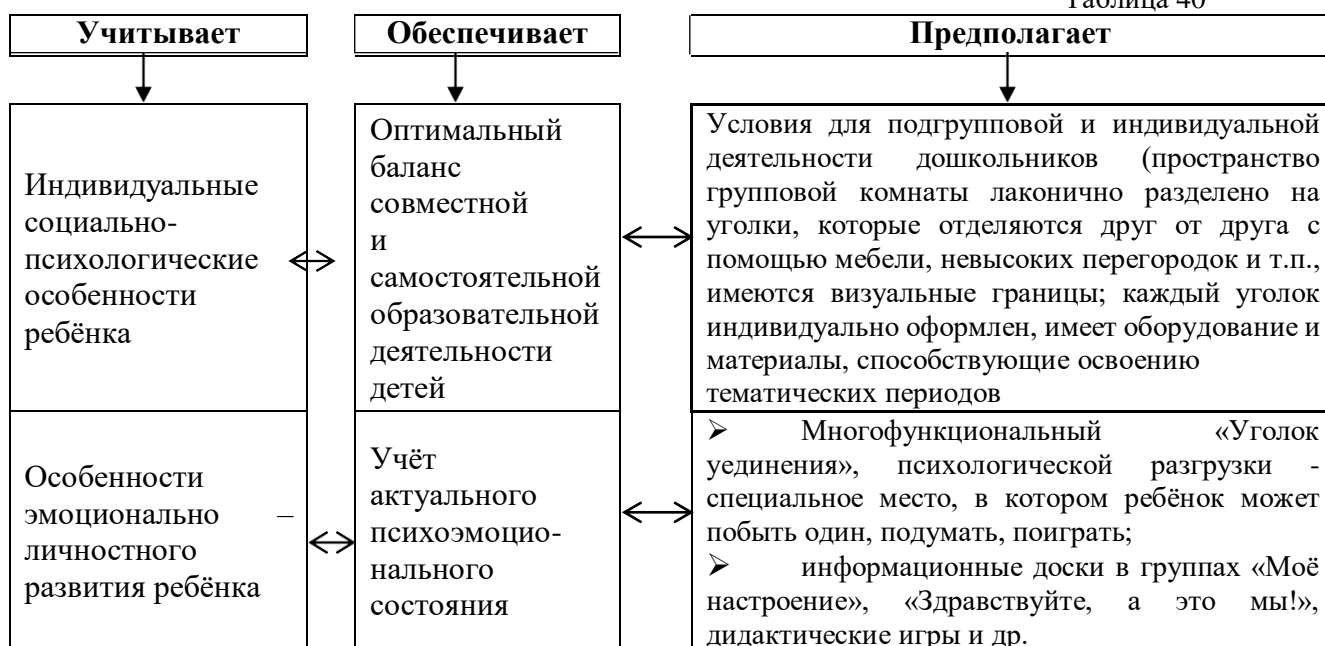 Таблица 40
Учитывает
Обеспечивает
Предполагает
Индивидуальные
социально-
психологические
особенности
ребёнка
Оптимальный
баланс
совместной
и
самостоятельной
образовательной
деятельности
детей
Условия для подгрупповой и индивидуальной
деятельности дошкольников (пространство
групповой комнаты лаконично разделено на
уголки, которые отделяются друг от друга с
помощью мебели, невысоких перегородок и т.п.,
имеются визуальные границы; каждый уголок
индивидуально оформлен, имеет оборудование и
материалы, способствующие освоению
тематических периодов
Особенности
эмоционально –
личностного
развития ребёнка
Учёт
актуального
психоэмоцио-
нального
состояния
➢ Многофункциональный «Уголок
уединения», психологической разгрузки -
специальное место, в котором ребёнок может
побыть один, подумать, поиграть;
➢ информационные доски в группах «Моё
настроение», «Здравствуйте, а это мы!»,
дидактические игры и др.